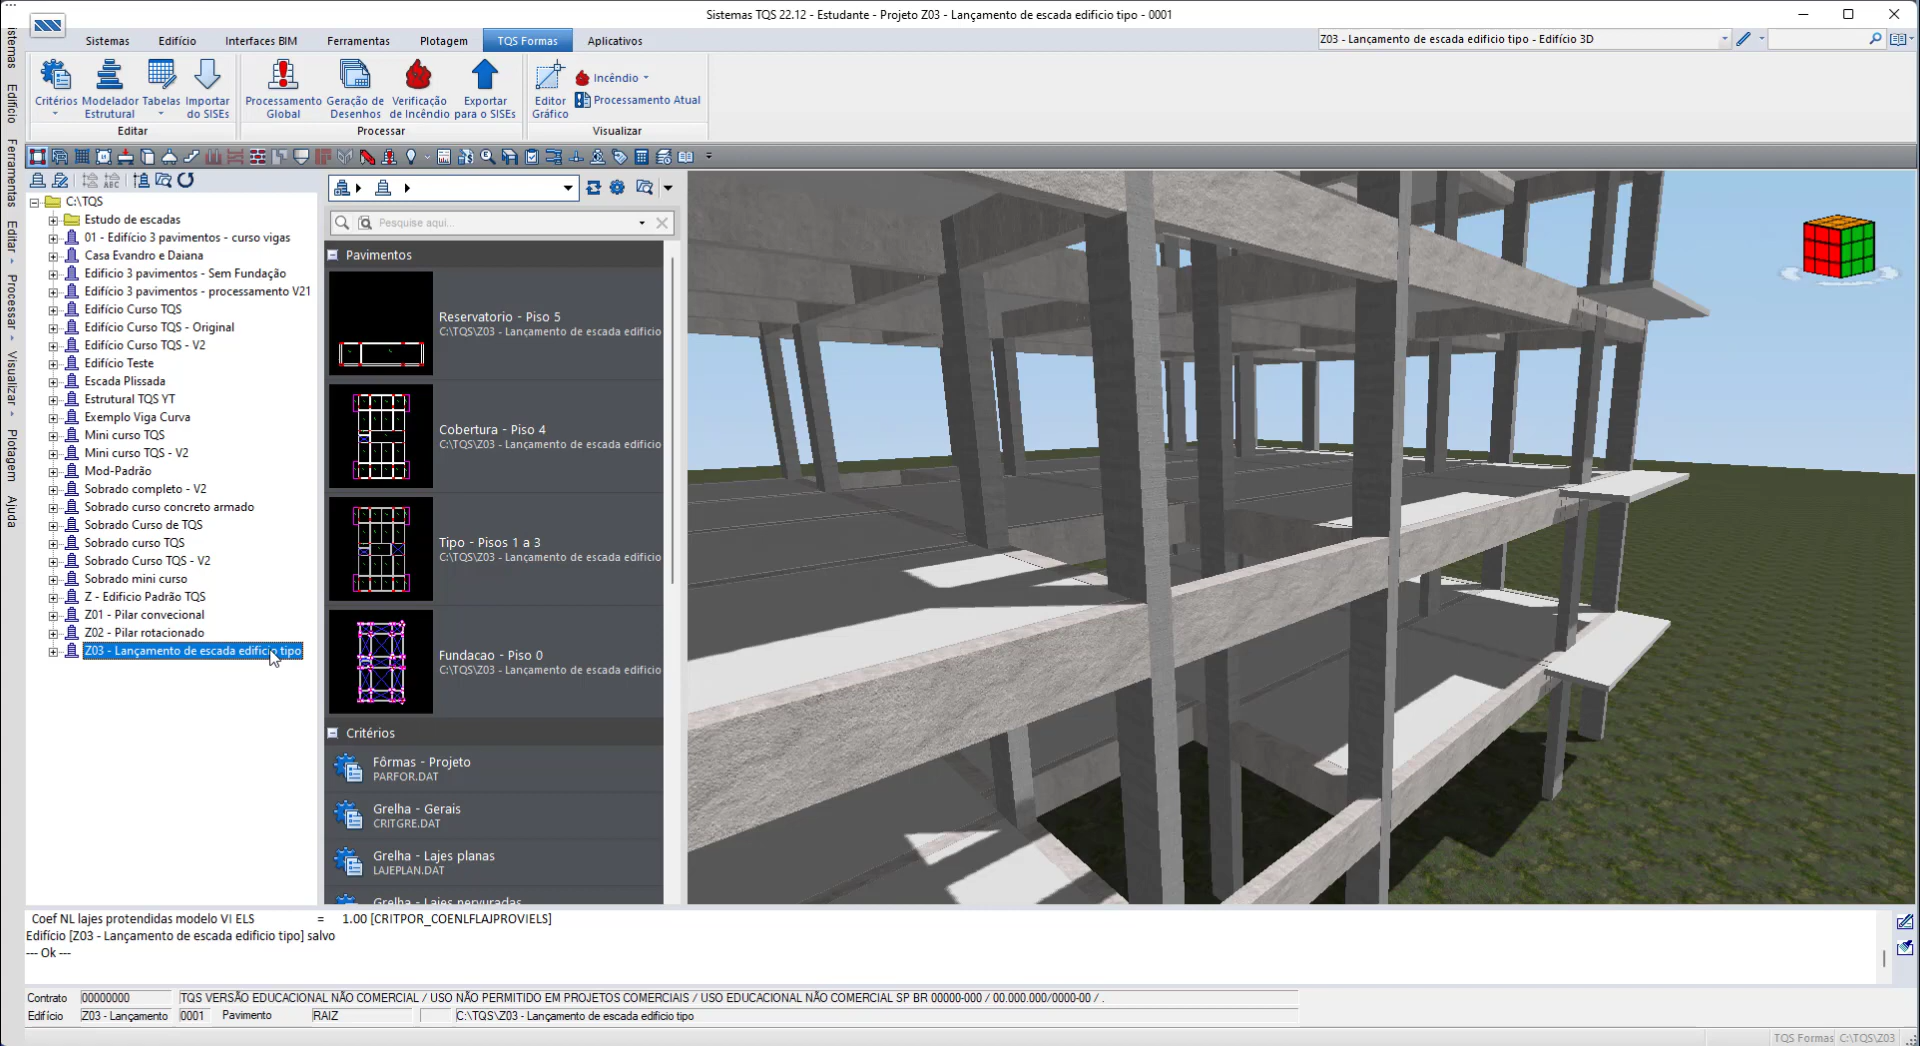 Sistemas TQS 22.12 - Estudante - Projeto Z03 - Lançamento de escada edificio tipo - 0001
Sistemas
Edifício
Interfaces BIM
Ferramentas
Plotagem
TQS Formas
Aplicativos
Z03 - Lançamento de escada edificio tipo - Edifício 3D
Critérios
Modelador
Estrutural
Tabelas
Importar
do SISEs
Editar
Processamento
Global
Geração de
Desenhos
Verificação
de Incêndio
Exportar
para o SISEs
Processar
Editor
Gráfico
Incêndio
Processamento Atual
Visualizar
istemas
Edifício
Ferramentas
Editar
Processar
Visualizar
Plotagem
Ajuda
C:\TQS
Estudo de escadas
01 - Edifício 3 pavimentos - curso vigas
Casa Evandro e Daiana
Edificio 3 pavimentos - Sem Fundação
Edifício 3 pavimentos - processamento V21
Edifício Curso TQS
Edifício Curso TQS - Original
Edifício Curso TQS - V2
Edifício Teste
Escada Plissada
Estrutural TQS YT
Exemplo Viga Curva
Mini curso TQS
Mini curso TQS - V2
Mod-Padrão
Sobrado completo - V2
Sobrado curso concreto armado
Sobrado Curso de TQS
Sobrado curso TQS
Sobrado Curso TQS - V2
Sobrado mini curso
Z - Edificio Padrão TQS
Z01 - Pilar convecional
Z02 - Pilar rotacionado
Z03 - Lançamento de escada edificio tipo
Pesquise aqui...
Pavimentos
Reservatorio - Piso 5
C:\TQS\Z03 - Lançamento de escada edificio
Cobertura - Piso 4
C:\TQS\Z03 - Lançamento de escada edificio
Tipo - Pisos 1 a 3
C:\TQS\Z03 - Lançamento de escada edificio
Fundacao - Piso 0
C:\TQS\Z03 - Lançamento de escada edificio
Critérios
Fôrmas - Projeto
PARFOR.DAT
Grelha - Gerais
CRITGRE.DAT
Grelha - Lajes planas
LAJEPLAN.DAT
Grelha - Lajes nervuradas
Coef NL lajes protendidas modelo VI ELS = 1.00 [CRITPOR_COENLFLAJPROVIELS]
Edifício [Z03 - Lançamento de escada edificio tipo] salvo
--- Ok ---
Contrato 00000000 TQS VERSÃO EDUCACIONAL NÃO COMERCIAL / USO NÃO PERMITIDO EM PROJETOS COMERCIAIS / USO EDUCACIONAL NÃO COMERCIAL SP BR 00000-000 / 00.000.000/0000-00 / .
Edifício Z03 - Lançamento 0001 Pavimento RAIZ C:\TQS\Z03 - Lançamento de escada edificio tipo
TQS Formas C:\TQS\Z03